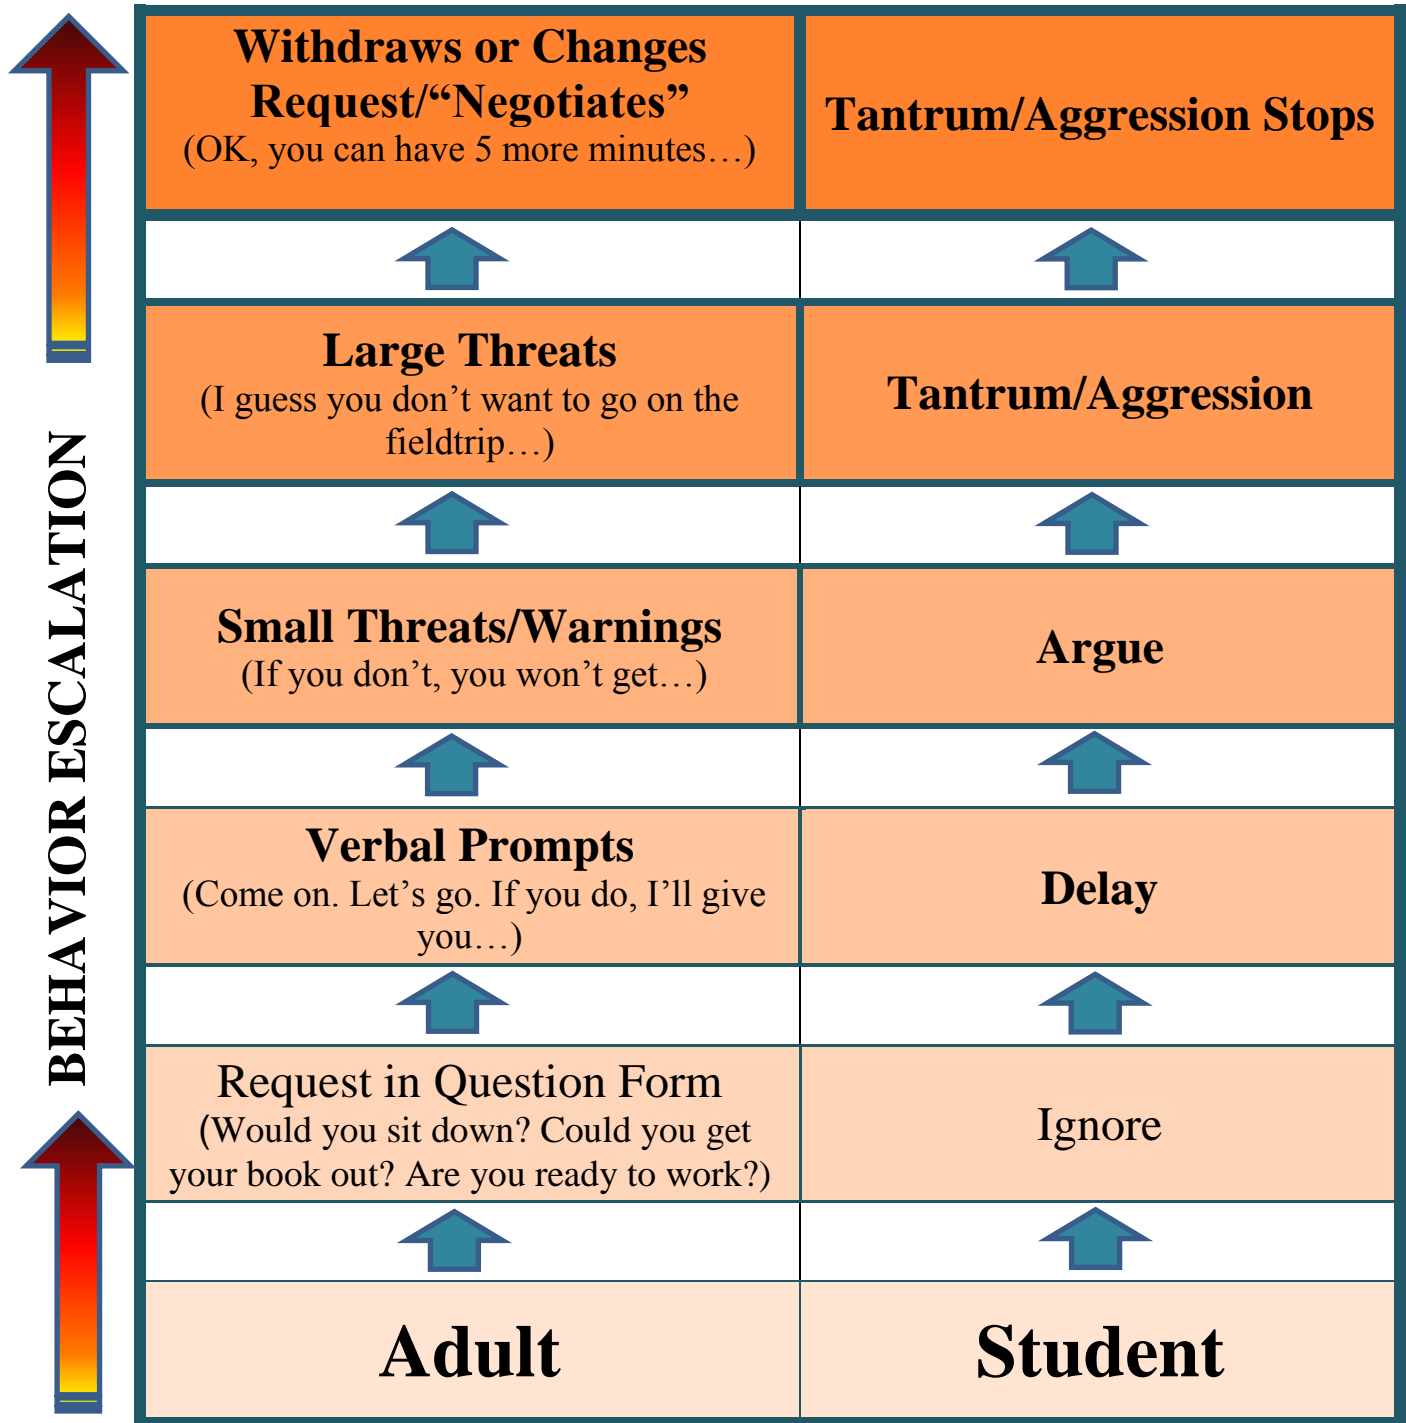 Withdraws or Changes
Request/“Negotiates”
(OK, you can have 5 more minutes…)
Tantrum/Aggression Stops
Large Threats
(I guess you don’t want to go on the
fieldtrip…)
Tantrum/Aggression
Small Threats/Warnings
(If you don’t, you won’t get…)
Argue
Verbal Prompts
(Come on. Let’s go. If you do, I’ll give
you…)
Delay
Request in Question Form
(Would you sit down? Could you get
your book out? Are you ready to work?)
Ignore
Adult
Student
BEHAVIOR ESCALATION